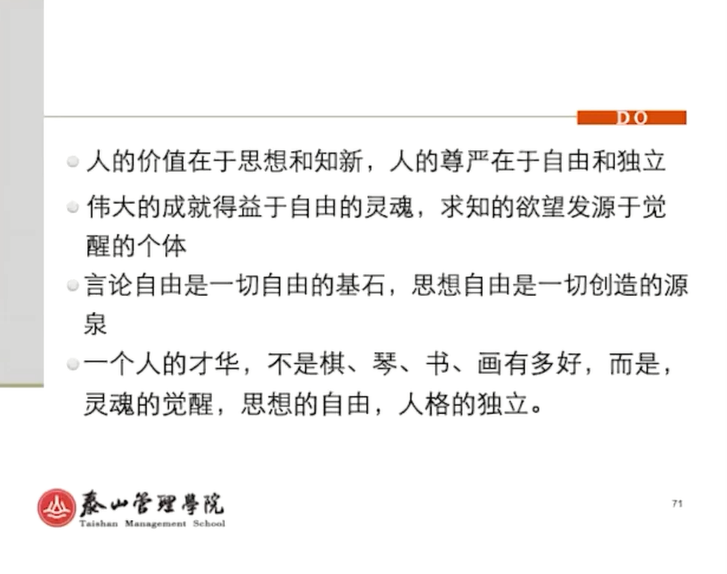 DO
人的价值在于思想和知新，人的尊严在于自由和独立
伟大的成就得益于自由的灵魂，求知的欲望发源于觉
醒的个体
言论自由是一切自由的基石，思想自由是一切创造的源
泉
一个人的才华，不是棋、琴、书、画有多好，而是，
灵魂的觉醒，思想的自由，人格的独立。
泰山管理學院
Taishan Management School
71